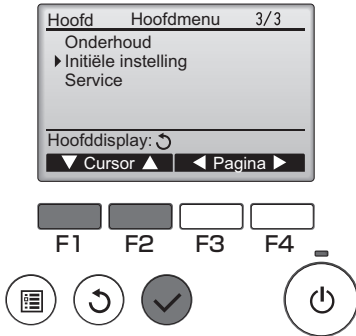 Hoofd Hoofdmenu 3/3
Onderhoud
Initiële instelling
Service
Hoofddisplay:
Cursor Pagina
F1 F2 F3 F4